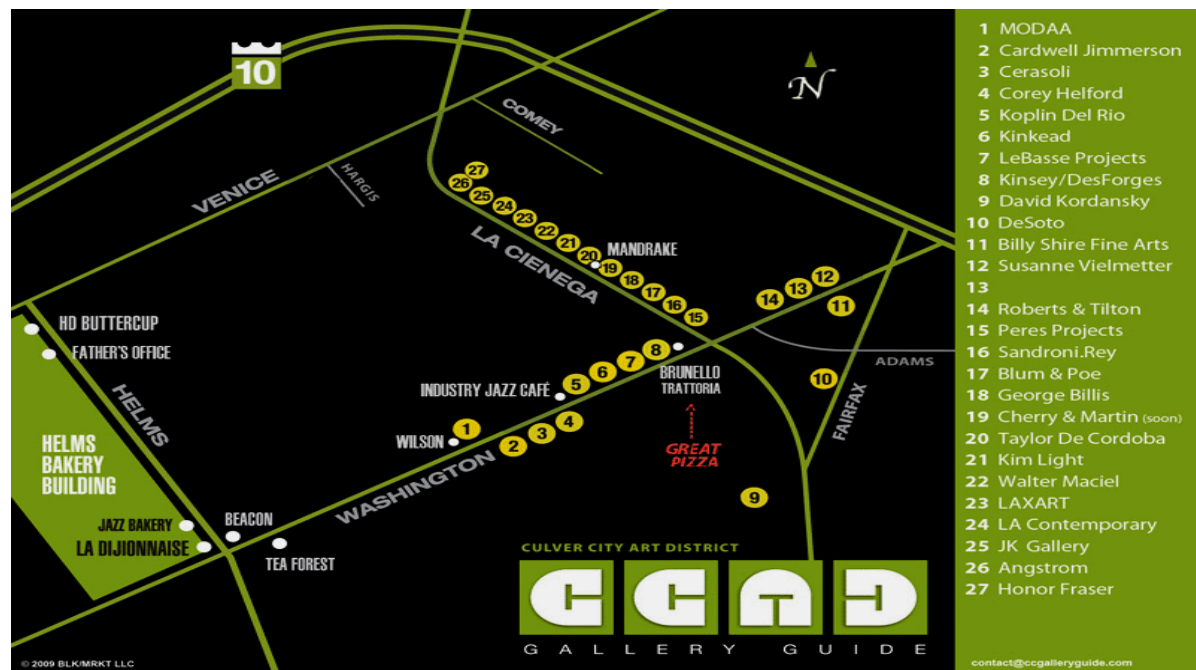 10
N
COMEY
HARGIS
VENICE
27
26
25
24
23
22
21
20
19
18
17
16
15
MANDRAKE
LA CIENEGA
14
13
12
11
10
ADAMS
FAIRFAX
HD BUTTERCUP
FATHER'S OFFICE
HELMS
HELMS
BAKERY
BUILDING
JAZZ BAKERY
LA DIJIONNAISE
BEACON
TEA FOREST
WASHINGTON
WILSON
1
2
3
4
INDUSTRY JAZZ CAFÉ
5
6
7
8
BRUNELLO
TRATTORIA
GREAT
PIZZA
9
CULVER CITY ART DISTRICT
CCAD
GALLERY GUIDE
© 2009 BLK/MRKT LLC
1 MODAA
2 Cardwell Jimmerson
3 Cerasoli
4 Corey Helford
5 Koplin Del Rio
6 Kinkead
7 LeBasse Projects
8 Kinsey/DesForges
9 David Kordansky
10 DeSoto
11 Billy Shire Fine Arts
12 Susanne Vielmetter
13
14 Roberts & Tilton
15 Peres Projects
16 Sandroni.Rey
17 Blum & Poe
18 George Billis
19 Cherry & Martin (soon)
20 Taylor De Cordoba
21 Kim Light
22 Walter Maciel
23 LAXART
24 LA Contemporary
25 JK Gallery
26 Angstrom
27 Honor Fraser
contact@ccgalleryguide.com